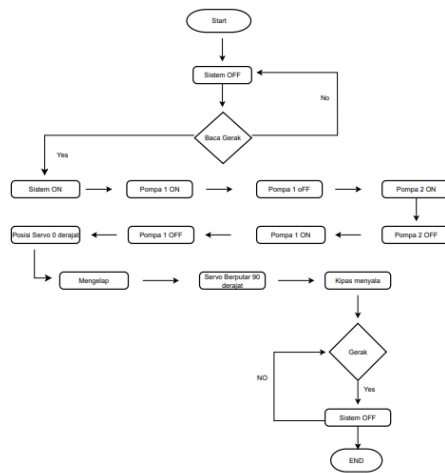 Start
Sistem OFF
No
Baca Gerak
Yes
Sistem ON
Pompa 1 ON
Pompa 1 oFF
Pompa 2 ON
Posisi Servo 0 derajat
Pompa 1 OFF
Pompa 1 ON
Pompa 2 OFF
Mengelap
Servo Berputar 90
derajat
Kipas menyala
Gerak
NO
Yes
Sistem OFF
END